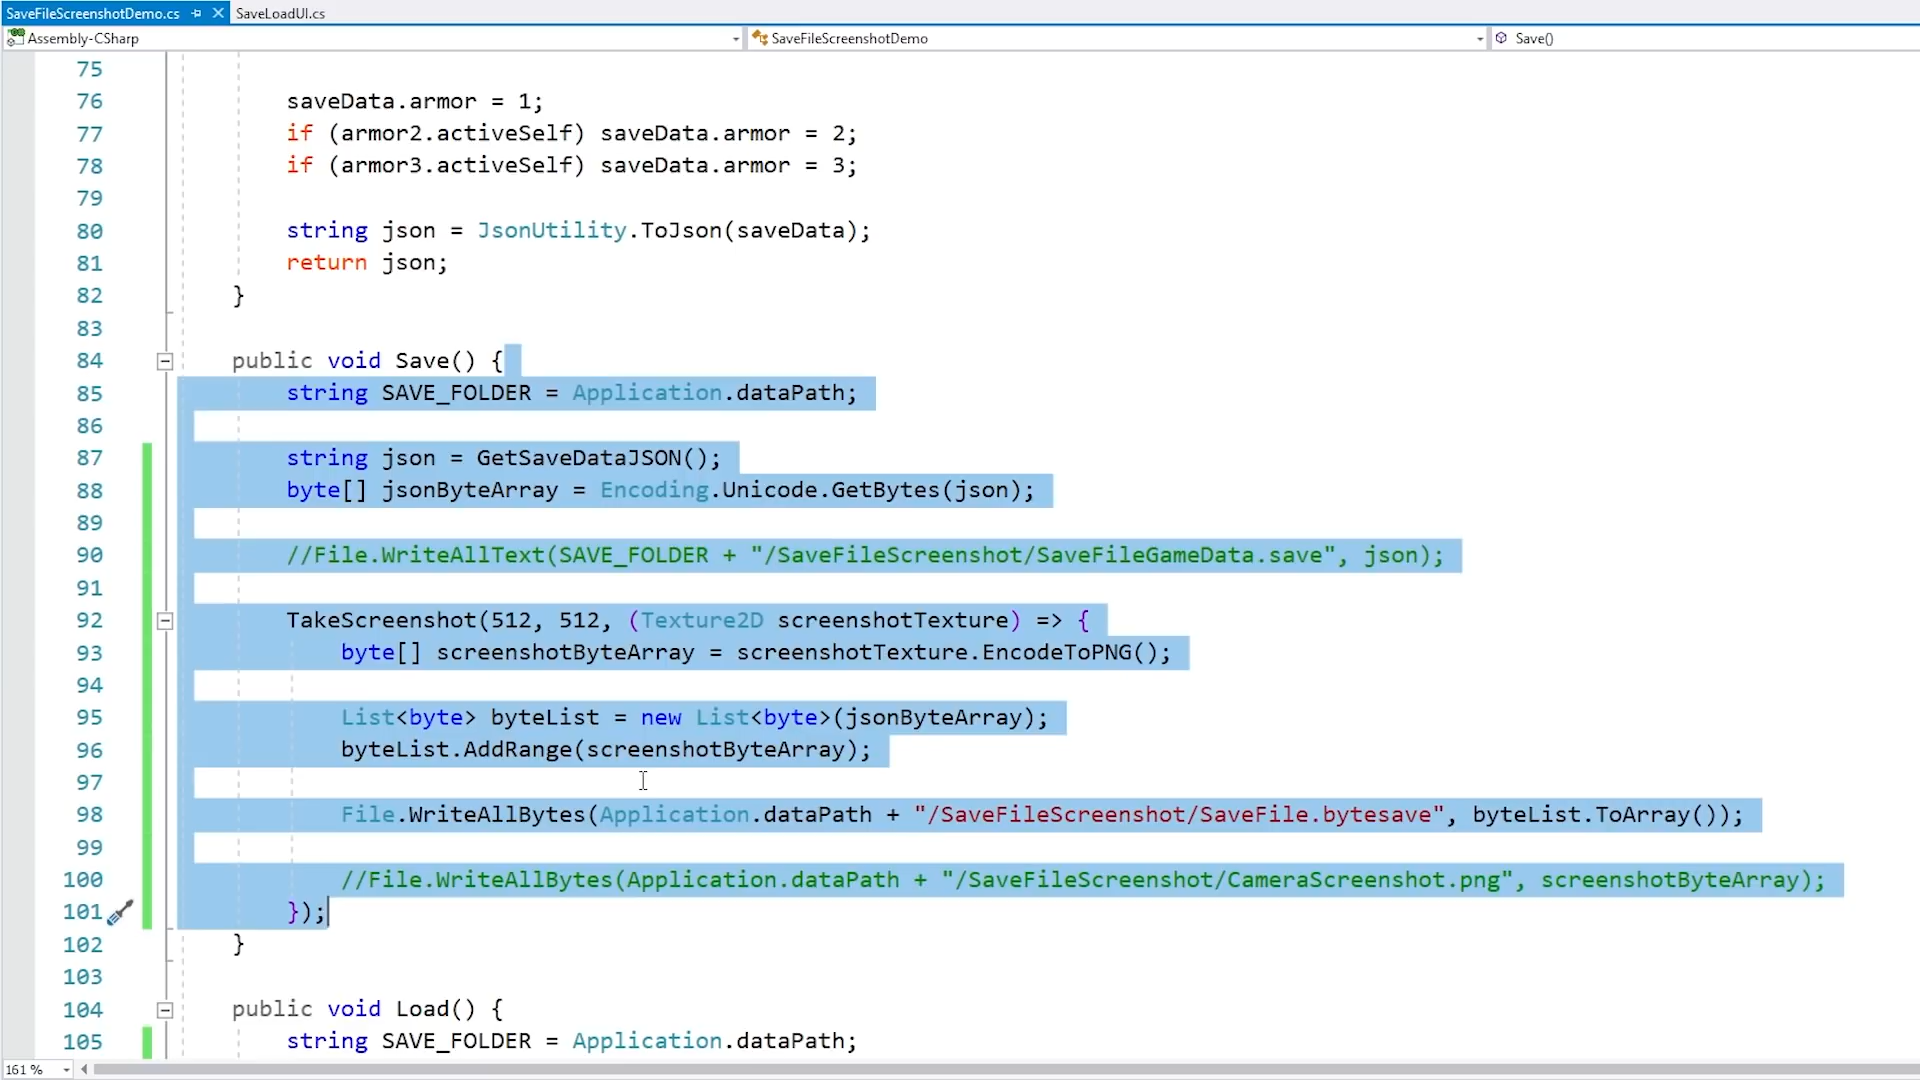 SaveFileScreenshotDemo.cs SaveLoadUI.cs
Assembly-CSharp SaveFileScreenshotDemo Save()
75
76 saveData.armor = 1;
77 if (armor2.activeSelf) saveData.armor = 2;
78 if (armor3.activeSelf) saveData.armor = 3;
79
80 string json = JsonUtility.ToJson(saveData);
81 return json;
82 }
83
84 public void Save() {
85 string SAVE_FOLDER = Application.dataPath;
86
87 string json = GetSaveDataJSON();
88 byte[] jsonByteArray = Encoding.Unicode.GetBytes(json);
89
90 //File.WriteAllText(SAVE_FOLDER + "/SaveFileScreenshot/SaveFileGameData.save", json);
91
92 TakeScreenshot(512, 512, (Texture2D screenshotTexture) => {
93 byte[] screenshotByteArray = screenshotTexture.EncodeToPNG();
94
95 List<byte> byteList = new List<byte>(jsonByteArray);
96 byteList.AddRange(screenshotByteArray);
97
98 File.WriteAllBytes(Application.dataPath + "/SaveFileScreenshot/SaveFile.bytesave", byteList.ToArray());
99
100 //File.WriteAllBytes(Application.dataPath + "/SaveFileScreenshot/CameraScreenshot.png", screenshotByteArray);
101 });
102 }
103
104 public void Load() {
105 string SAVE_FOLDER = Application.dataPath;
161 %